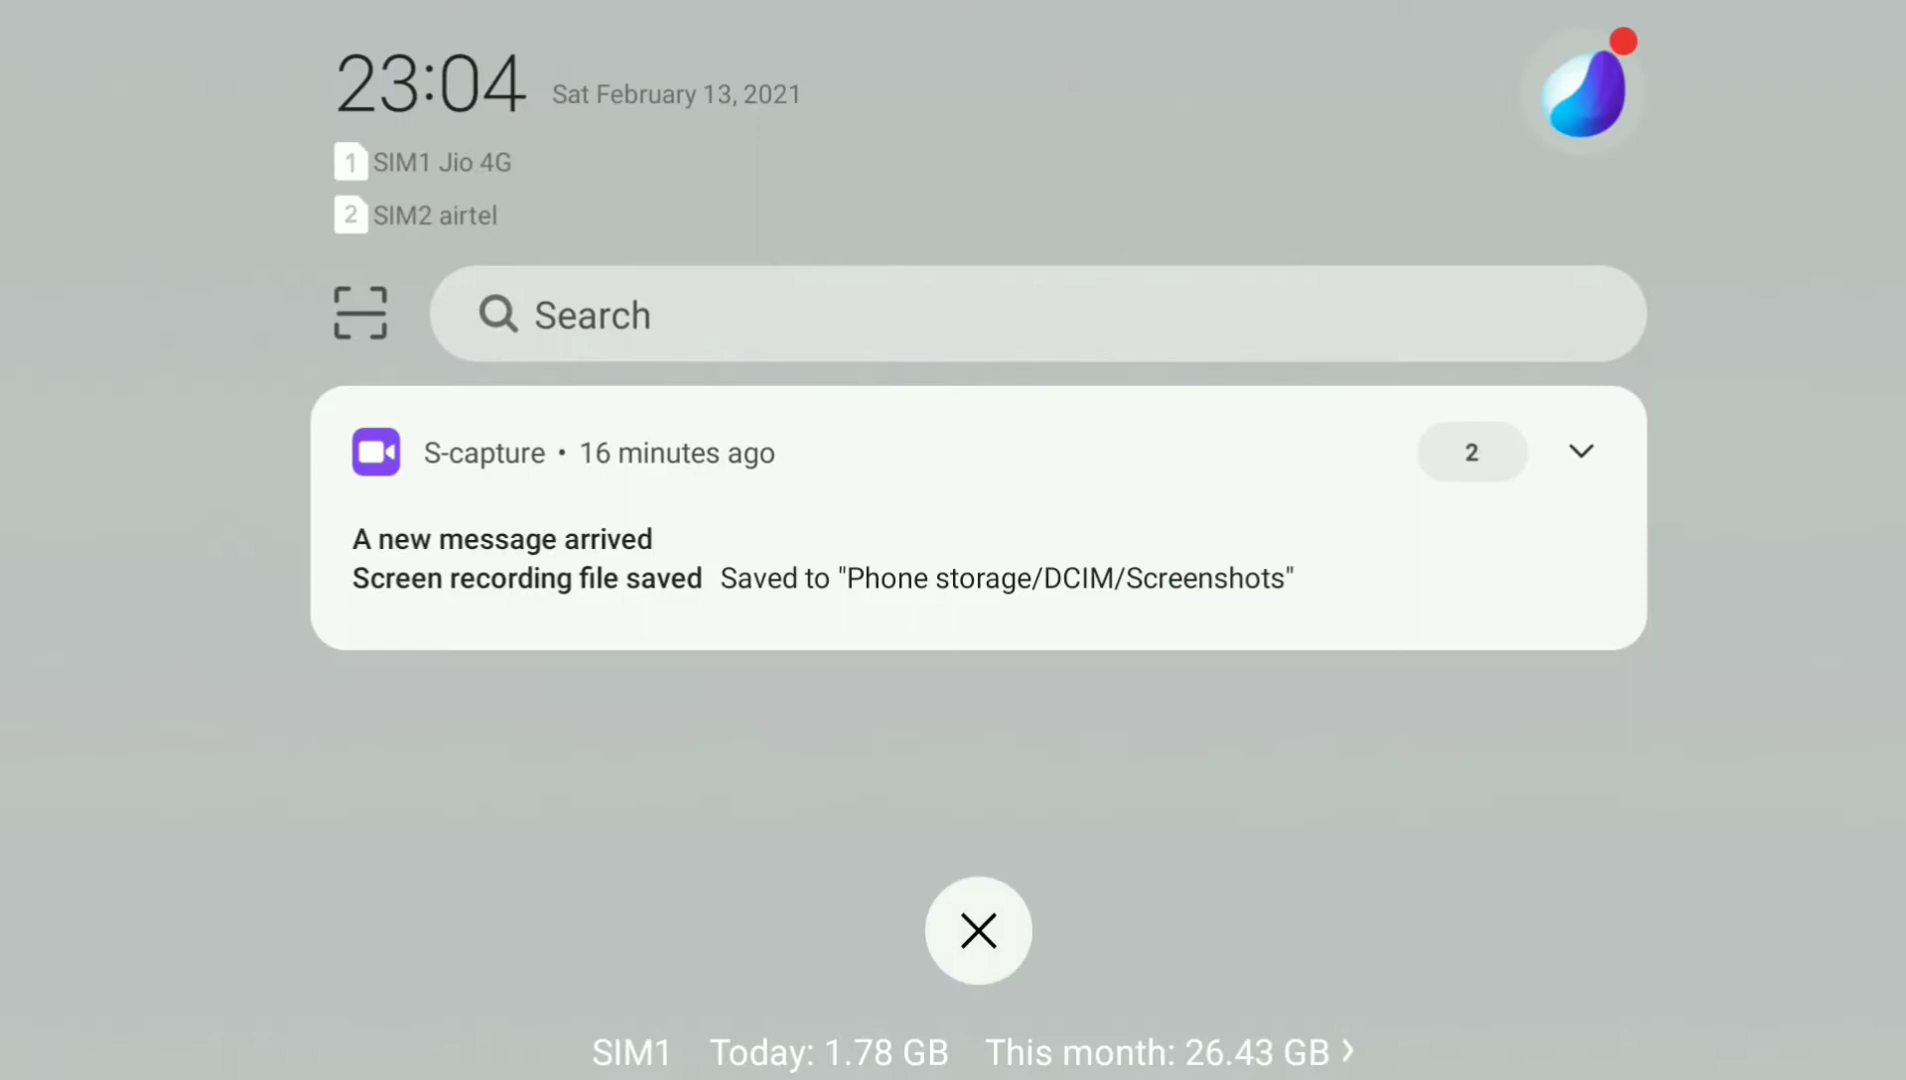 23:04 Sat February 13, 2021
1 SIM1 Jio 4G
2 SIM2 airtel
Search
S-capture • 16 minutes ago 2
A new message arrived
Screen recording file saved Saved to "Phone storage/DCIM/Screenshots"
SIM1 Today: 1.78 GB This month: 26.43 GB